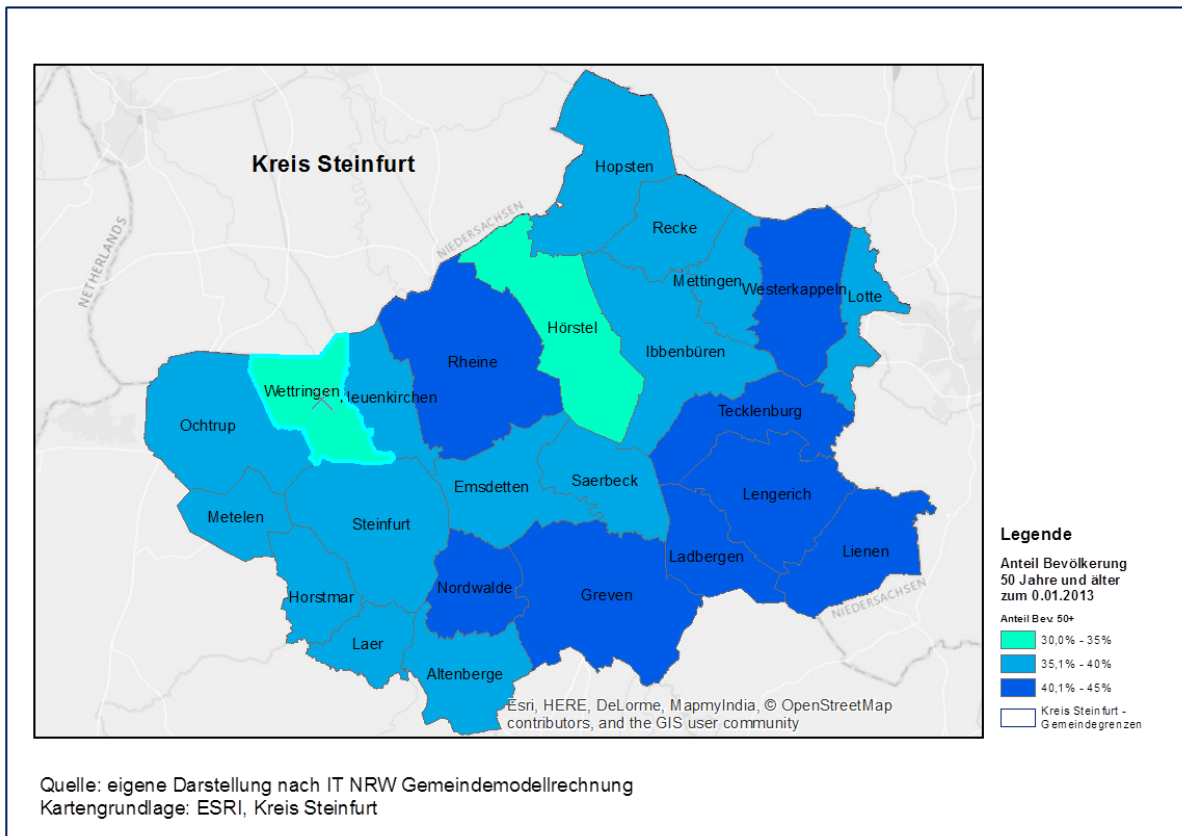 Kreis Steinfurt
NETHERLANDS
NIEDERSACHSEN
Hopsten
Recke
Mettingen
Westerkappeln
Lotte
Hörstel
Ibbenbüren
Rheine
Wettringen
Neuenkirchen
Ochtrup
Tecklenburg
Saerbeck
Emsdetten
Lengerich
Metelen
Steinfurt
Lienen
Ladbergen
Nordwalde
Greven
Horstmar
Laer
Altenberge
NIEDERSACHSEN
Esri, HERE, DeLorme, MapmyIndia, © OpenStreetMap
contributors, and the GIS user community
Legende
Anteil Bevölkerung
50 Jahre und älter
zum 0.01.2013
Anteil Bev. 50+
30,0% - 35%
35,1% - 40%
40,1% - 45%
Kreis Steinfurt -
Gemeindegrenzen
Quelle: eigene Darstellung nach IT NRW Gemeindemodellrechnung
Kartengrundlage: ESRI, Kreis Steinfurt